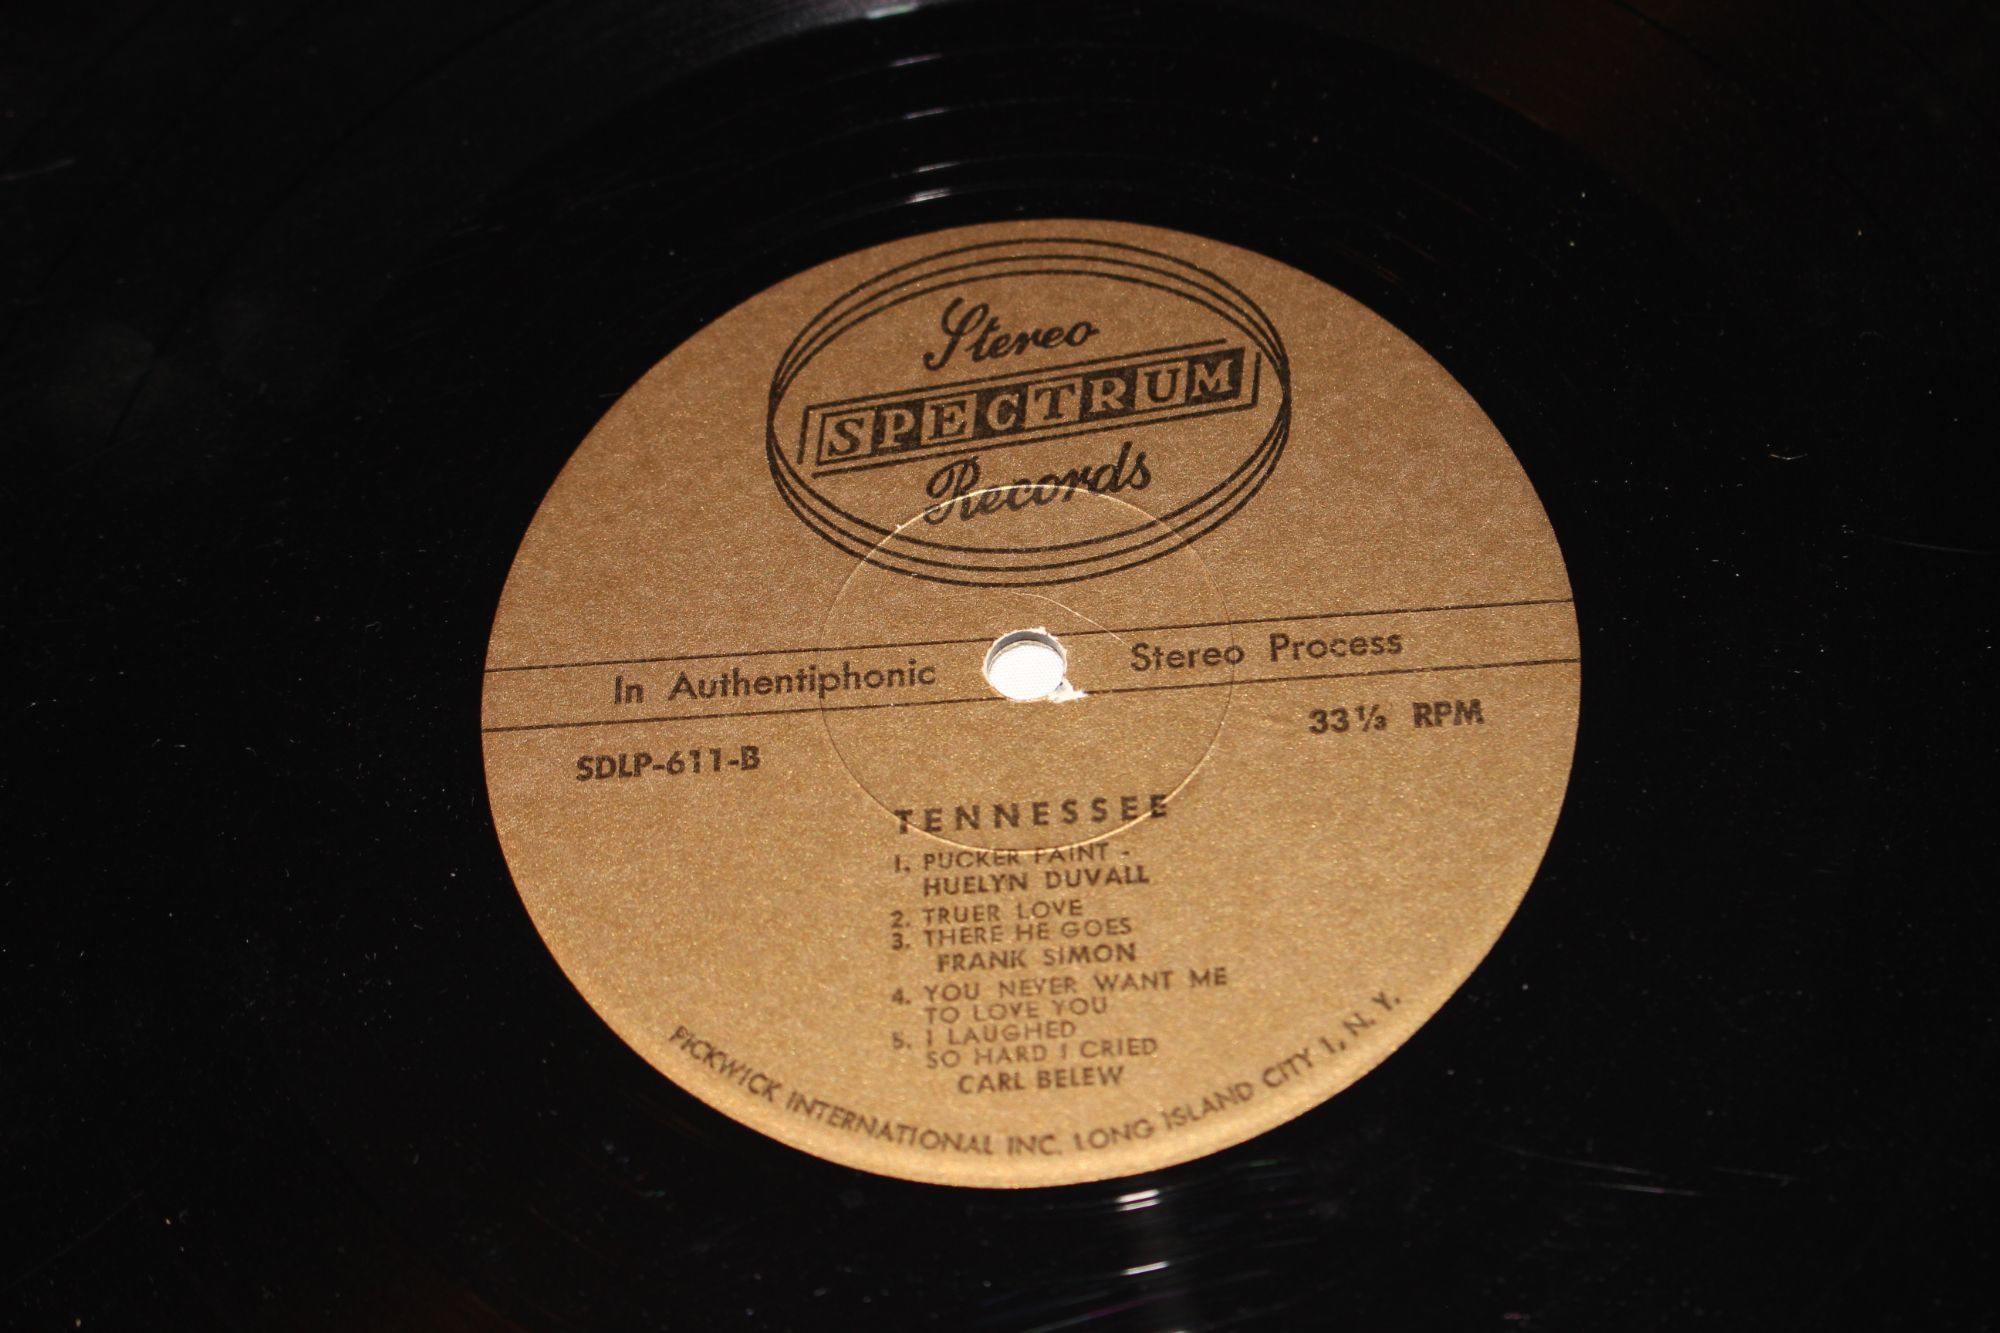 Stereo
SPECTRUM
Records
In Authentiphonic Stereo Process
SDLP-611-B
33⅓ RPM
TENNESSEE
1. PUCKER PAINT -
HUELYN DUVALL
2. TRUER LOVE
3. THERE HE GOES
FRANK SIMON
4. YOU NEVER WANT ME
TO LOVE YOU
5. I LAUGHED
SO HARD I CRIED
CARL BELEW
PICKWICK INTERNATIONAL INC. LONG ISLAND CITY 1, N. Y.